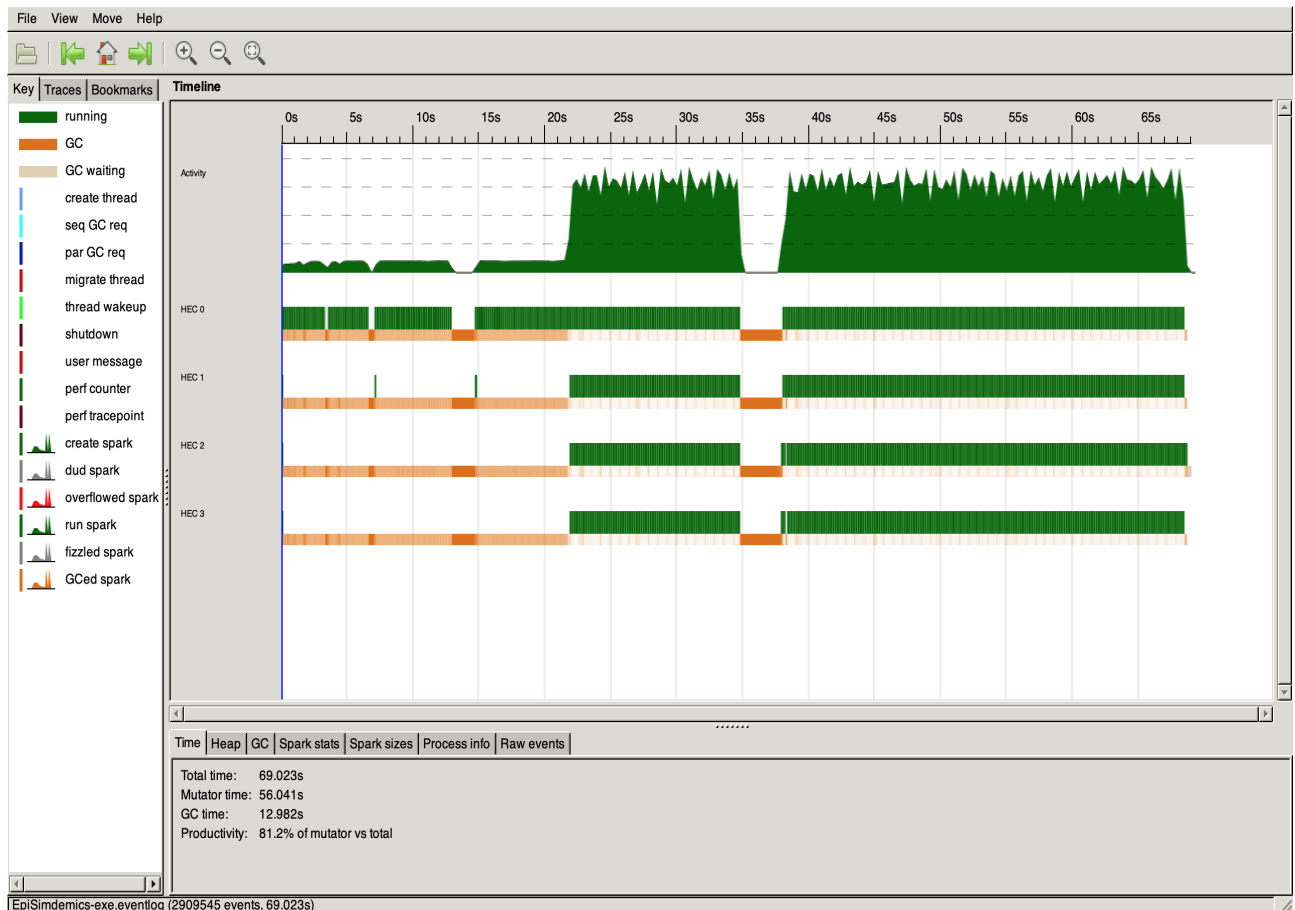 File View Move Help
Key Traces Bookmarks
Timeline
running
GC
GC waiting
create thread
seq GC req
par GC req
migrate thread
thread wakeup
shutdown
user message
perf counter
perf tracepoint
create spark
dud spark
overflowed spark
run spark
fizzled spark
GCed spark
0s 5s 10s 15s 20s 25s 30s 35s 40s 45s 50s 55s 60s 65s
Activity
HEC 0
HEC 1
HEC 2
HEC 3
Time Heap GC Spark stats Spark sizes Process info Raw events
Total time: 69.023s
Mutator time: 56.041s
GC time: 12.982s
Productivity: 81.2% of mutator vs total
EpiSimdemics-exe.eventlog (2909545 events, 69.023s)